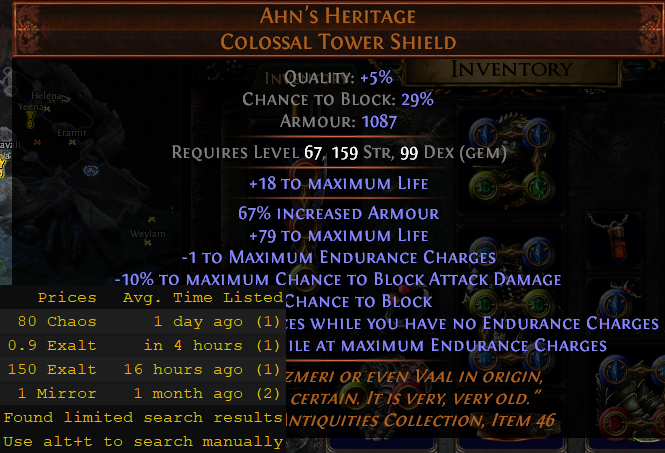 Ahn's Heritage
Colossal Tower Shield
Inventory
Quality: +5%
Chance to Block: 29%
Armour: 1087
Requires Level 67, 159 Str, 99 Dex (gem)
+18 to maximum Life
67% increased Armour
+79 to maximum Life
-1 to Maximum Endurance Charges
-10% to maximum Chance to Block Attack Damage
Chance to Block
while you have no Endurance Charges
at maximum Endurance Charges
or even Vaal in origin,
certain. It is very, very old."
Antiquities Collection, Item 46
Helena
Yeena
Eramir
Weylam
Prices Avg. Time Listed
80 Chaos 1 day ago (1)
0.9 Exalt in 4 hours (1)
150 Exalt 16 hours ago (1)
1 Mirror 1 month ago (2)
Found limited search results
Use alt+t to search manually